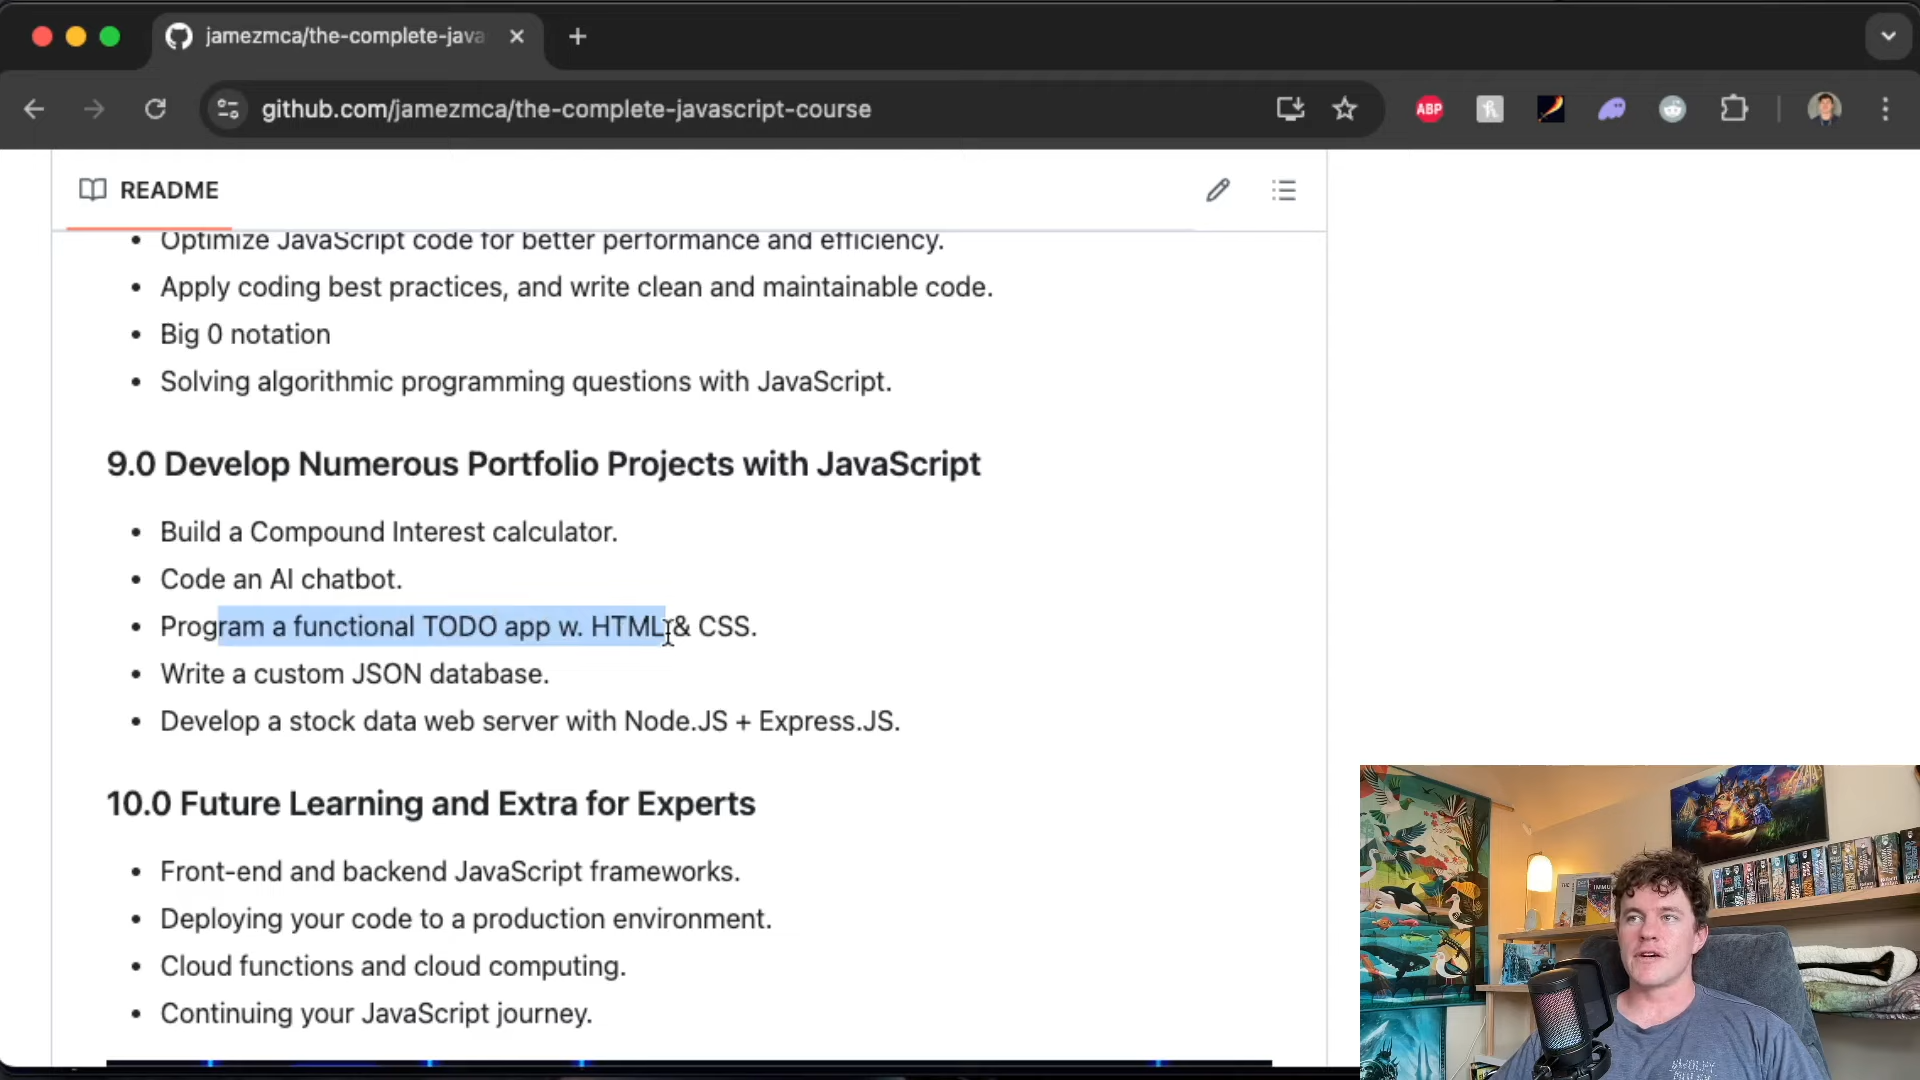 jamezmca/the-complete-java
github.com/jamezmca/the-complete-javascript-course
ABP
README
Optimize JavaScript code for better performance and efficiency.
Apply coding best practices, and write clean and maintainable code.
Big 0 notation
Solving algorithmic programming questions with JavaScript.
9.0 Develop Numerous Portfolio Projects with JavaScript
Build a Compound Interest calculator.
Code an AI chatbot.
Program a functional TODO app w. HTML & CSS.
Write a custom JSON database.
Develop a stock data web server with Node.JS + Express.JS.
10.0 Future Learning and Extra for Experts
Front-end and backend JavaScript frameworks.
Deploying your code to a production environment.
Cloud functions and cloud computing.
Continuing your JavaScript journey.